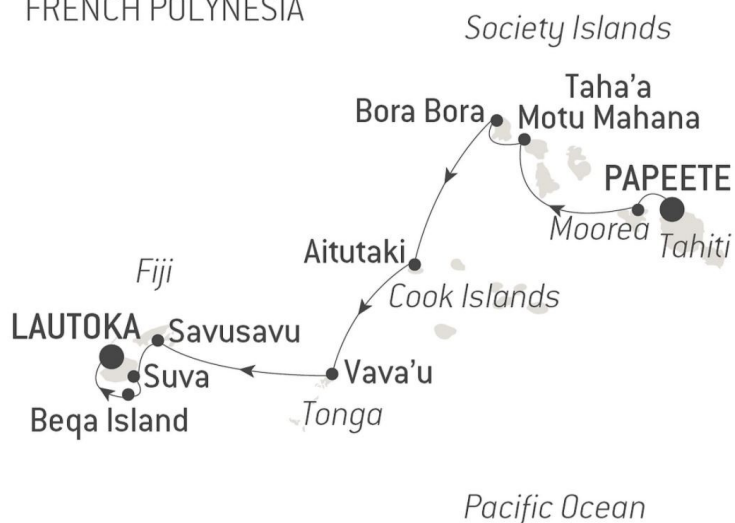 FRENCH POLYNESIA
Society Islands
Taha'a
Bora Bora
Motu Mahana
PAPEETE
Moorea
Tahiti
Aitutaki
Fiji
Cook Islands
LAUTOKA
Savusavu
Suva
Vava'u
Beqa Island
Tonga
Pacific Ocean